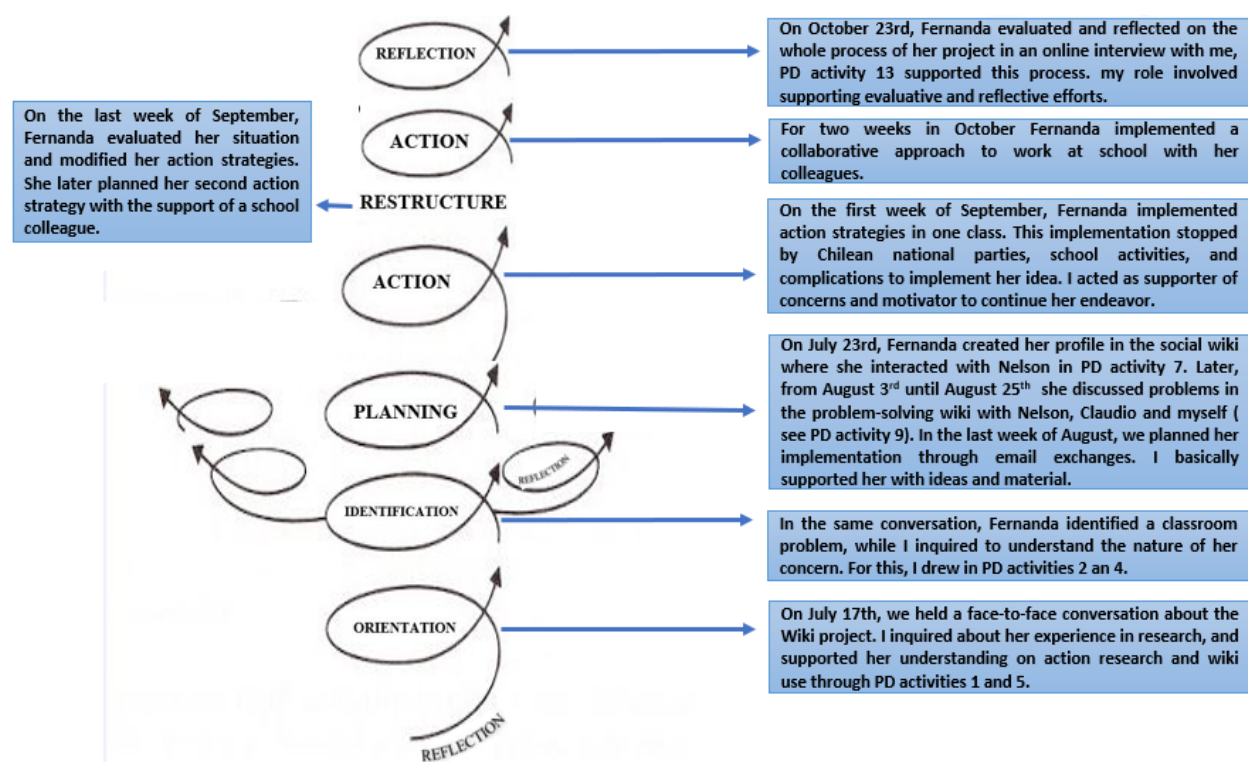 REFLECTION
On October 23rd, Fernanda evaluated and reflected on the
whole process of her project in an online interview with me,
PD activity 13 supported this process. my role involved
supporting evaluative and reflective efforts.
On the last week of September,
Fernanda evaluated her situation
and modified her action strategies.
She later planned her second action
strategy with the support of a school
colleague.
ACTION
For two weeks in October Fernanda implemented a
collaborative approach to work at school with her
colleagues.
RESTRUCTURE
ACTION
On the first week of September, Fernanda implemented
action strategies in one class. This implementation stopped
by Chilean national parties, school activities, and
complications to implement her idea. I acted as supporter of
concerns and motivator to continue her endeavor.
PLANNING
On July 23rd, Fernanda created her profile in the social wiki
where she interacted with Nelson in PD activity 7. Later,
from August 3rd until August 25th she discussed problems in
the problem-solving wiki with Nelson, Claudio and myself (
see PD activity 9). In the last week of August, we planned her
implementation through email exchanges. I basically
supported her with ideas and material.
REFLECTION
IDENTIFICATION
In the same conversation, Fernanda identified a classroom
problem, while I inquired to understand the nature of her
concern. For this, I drew in PD activities 2 an 4.
ORIENTATION
On July 17th, we held a face-to-face conversation about the
Wiki project. I inquired about her experience in research, and
supported her understanding on action research and wiki
use through PD activities 1 and 5.
REFLECTION